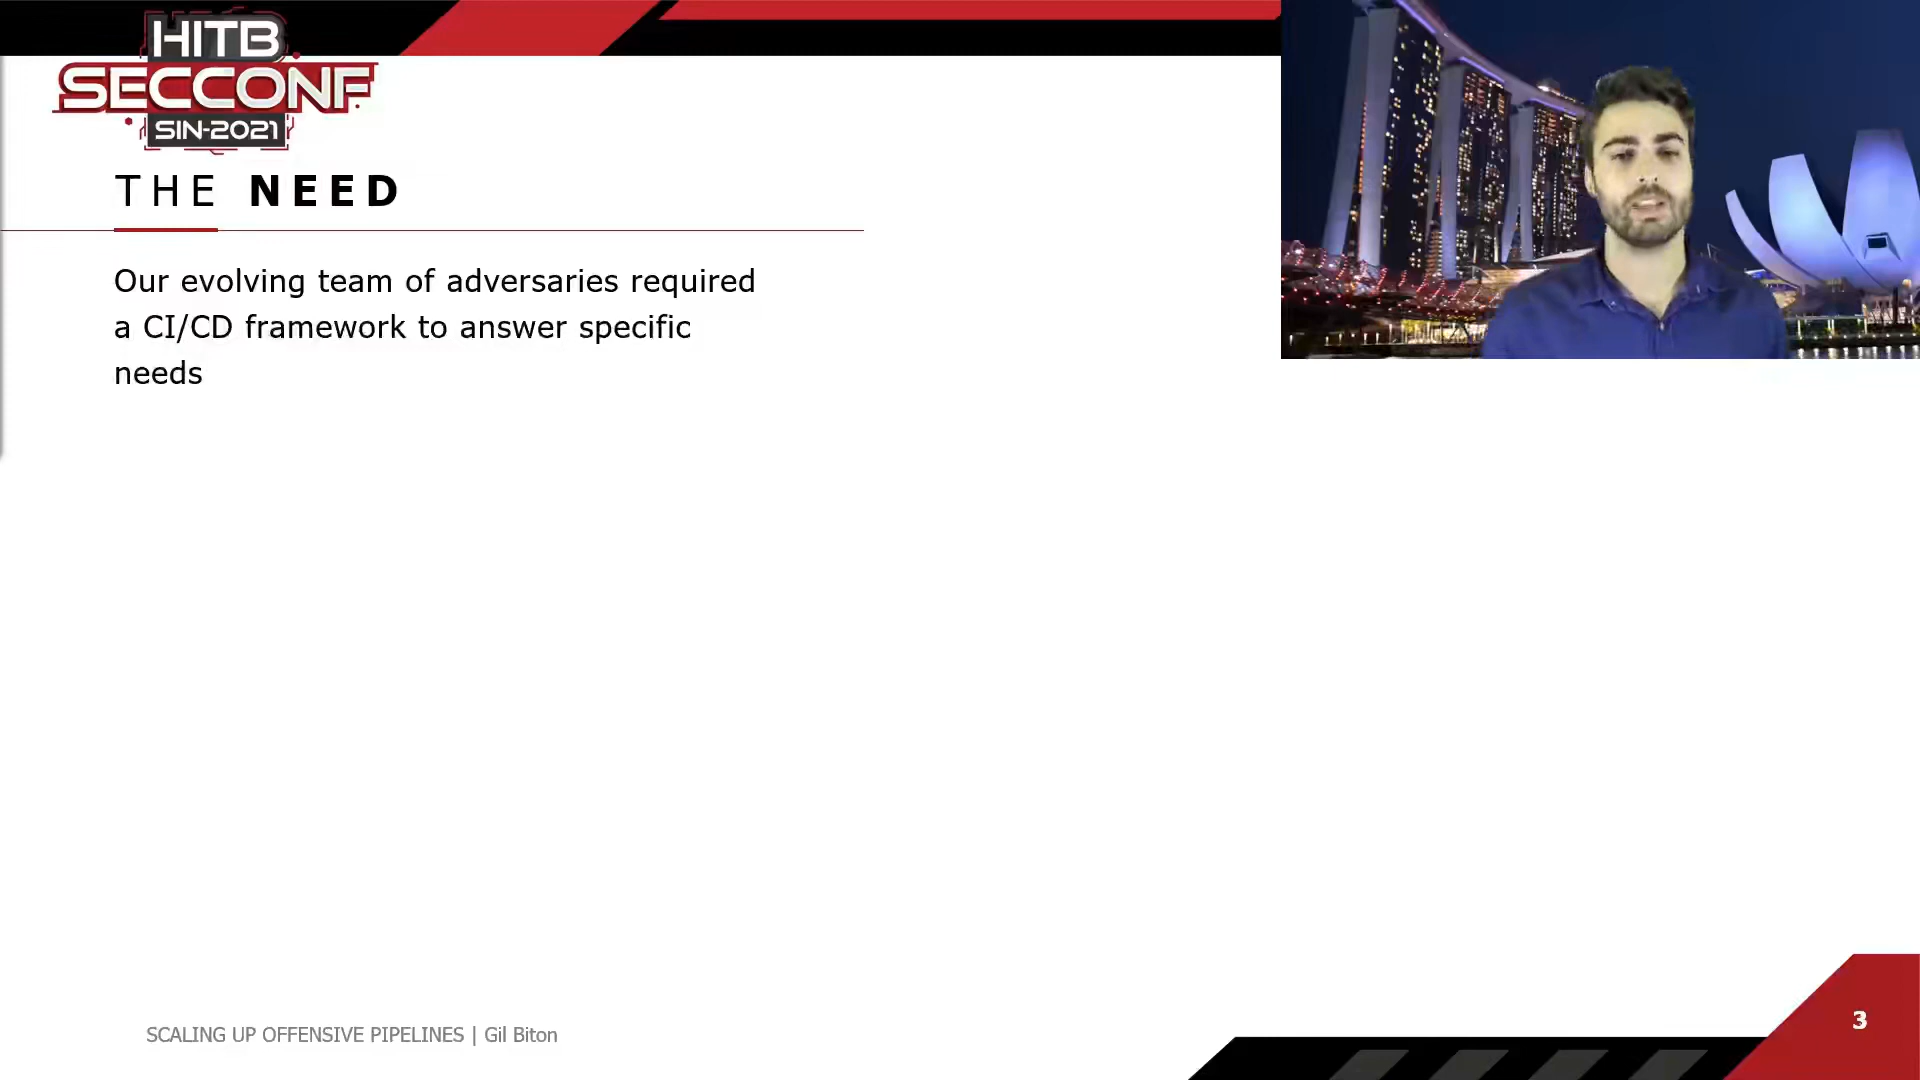 HITB
SECCONF
SIN-2021
THE NEED
Our evolving team of adversaries required
a CI/CD framework to answer specific
needs
SCALING UP OFFENSIVE PIPELINES | Gil Biton
3